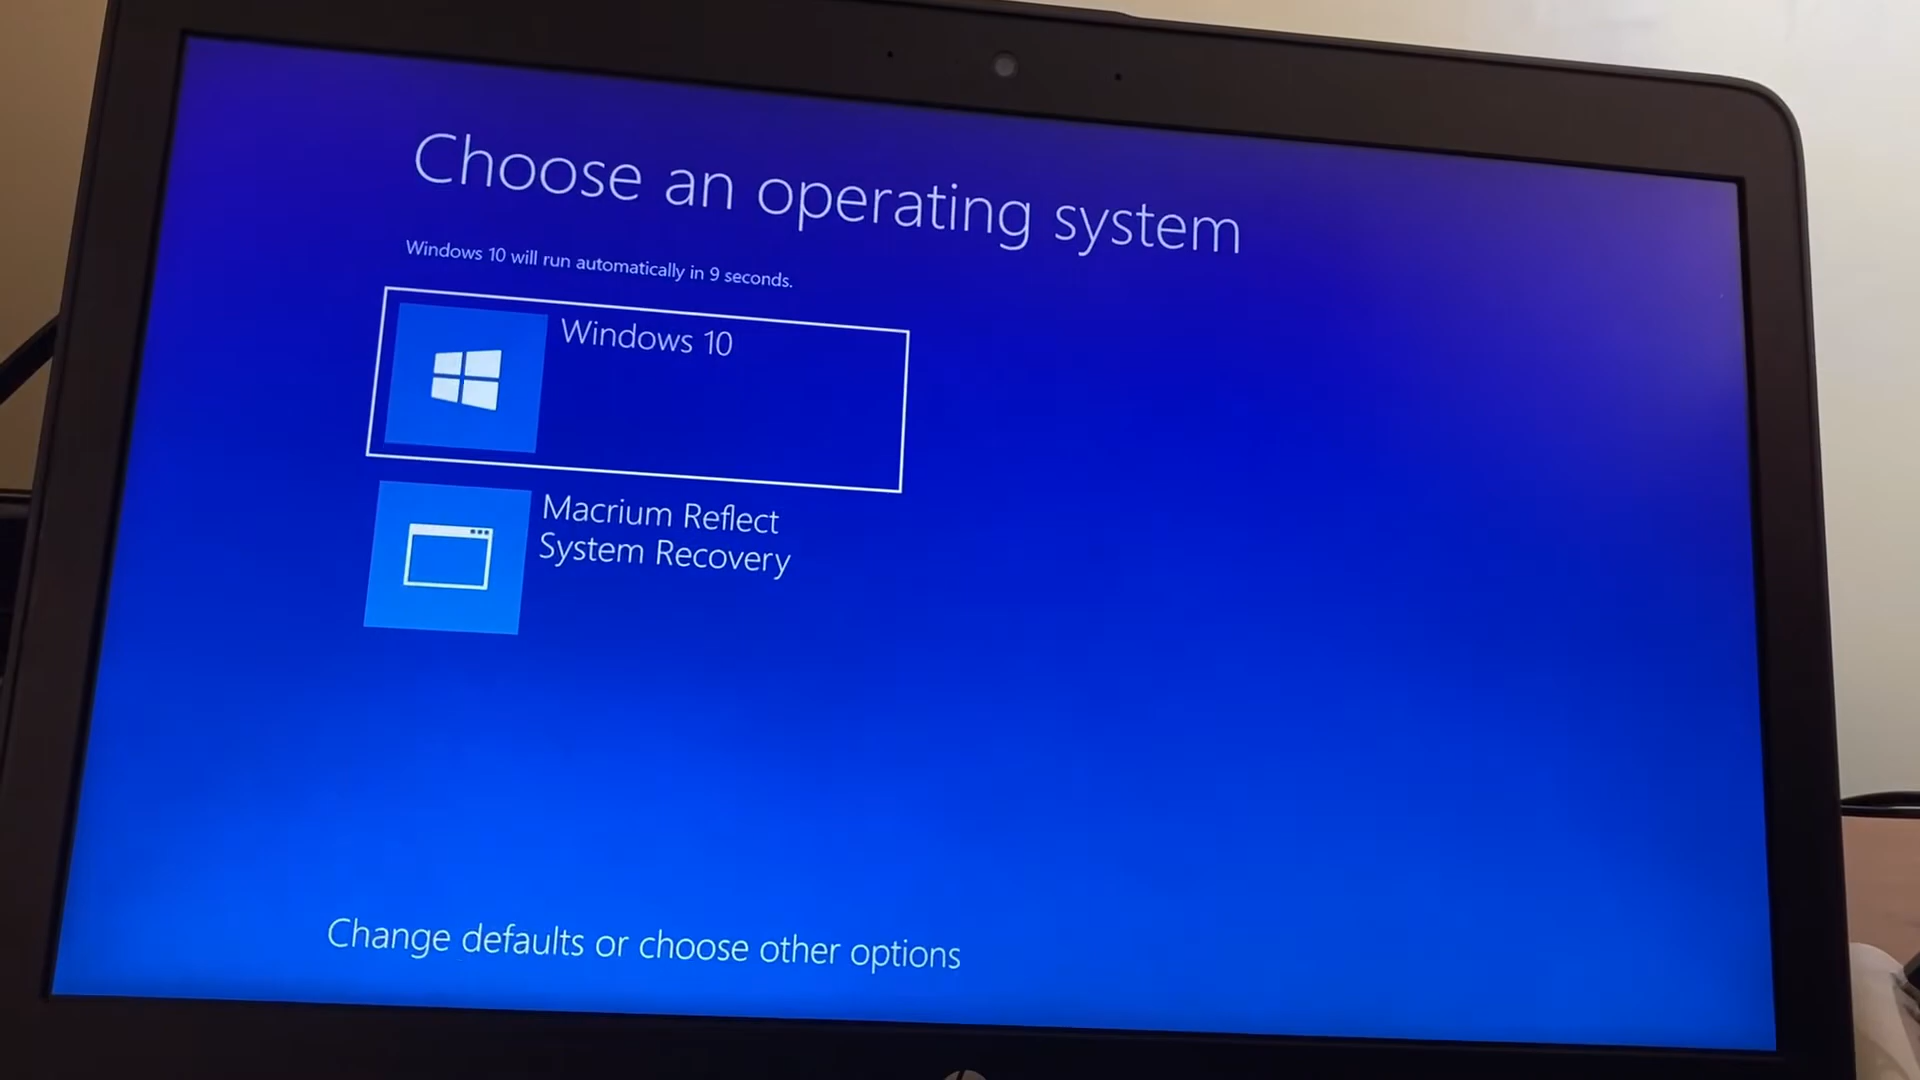 Choose an operating system
Windows 10 will run automatically in 9 seconds.
Windows 10
Macrium Reflect
System Recovery
Change defaults or choose other options